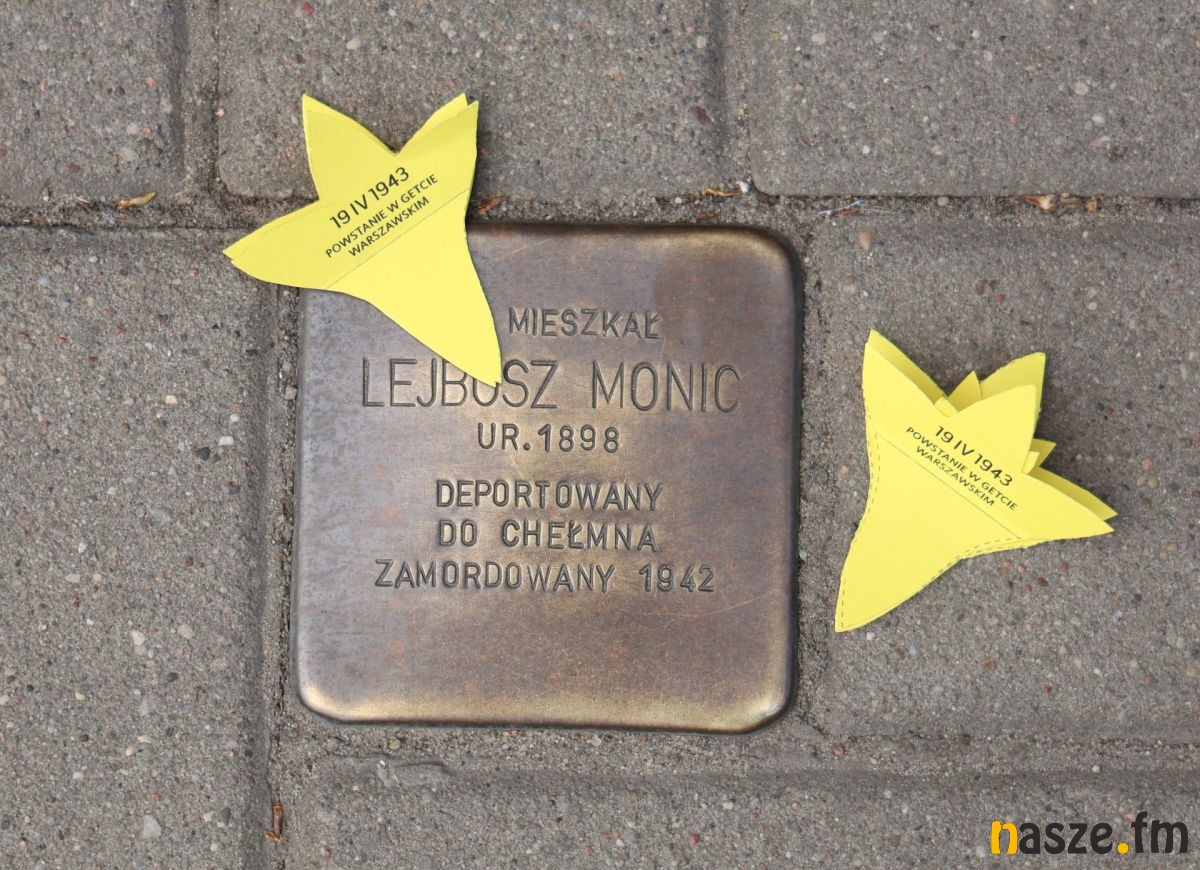 19 IV 1943
POWSTANIE W GETCIE
WARSZAWSKIM
MIESZKAŁ
LEJBUSZ MONIC
UR.1898
DEPORTOWANY
DO CHEŁMNA
ZAMORDOWANY 1942
19 IV 1943
POWSTANIE W GETCIE
WARSZAWSKIM
nasze.fm